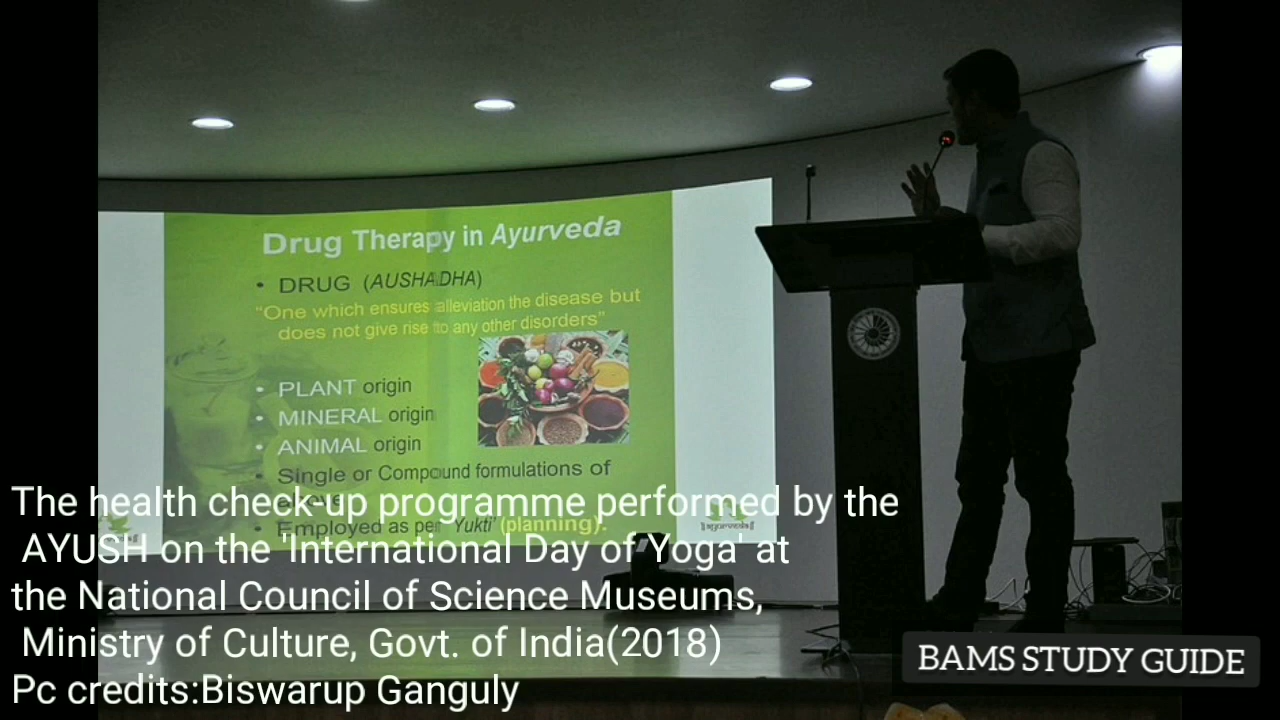 Drug Therapy in Ayurveda
• DRUG (AUSHADHA)
“One which ensures alleviation the disease but
does not give rise to any other disorders”
• PLANT origin
• MINERAL origin
• ANIMAL origin
• Single or Compound formulations of
• Employed as per 'Yukti' (planning).
||ayurveda||
The health check-up programme performed by the
AYUSH on the 'International Day of Yoga' at
the National Council of Science Museums,
Ministry of Culture, Govt. of India(2018)
Pc credits:Biswarup Ganguly
BAMS STUDY GUIDE